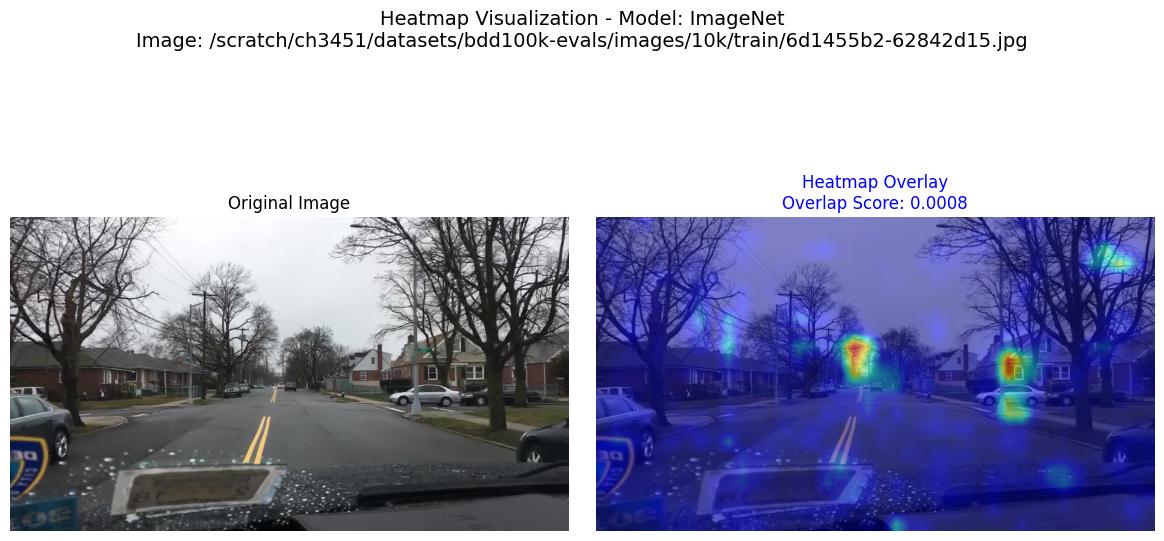 Heatmap Visualization - Model: ImageNet
Image: /scratch/ch3451/datasets/bdd100k-evals/images/10k/train/6d1455b2-62842d15.jpg
Original Image
Heatmap Overlay
Overlap Score: 0.0008